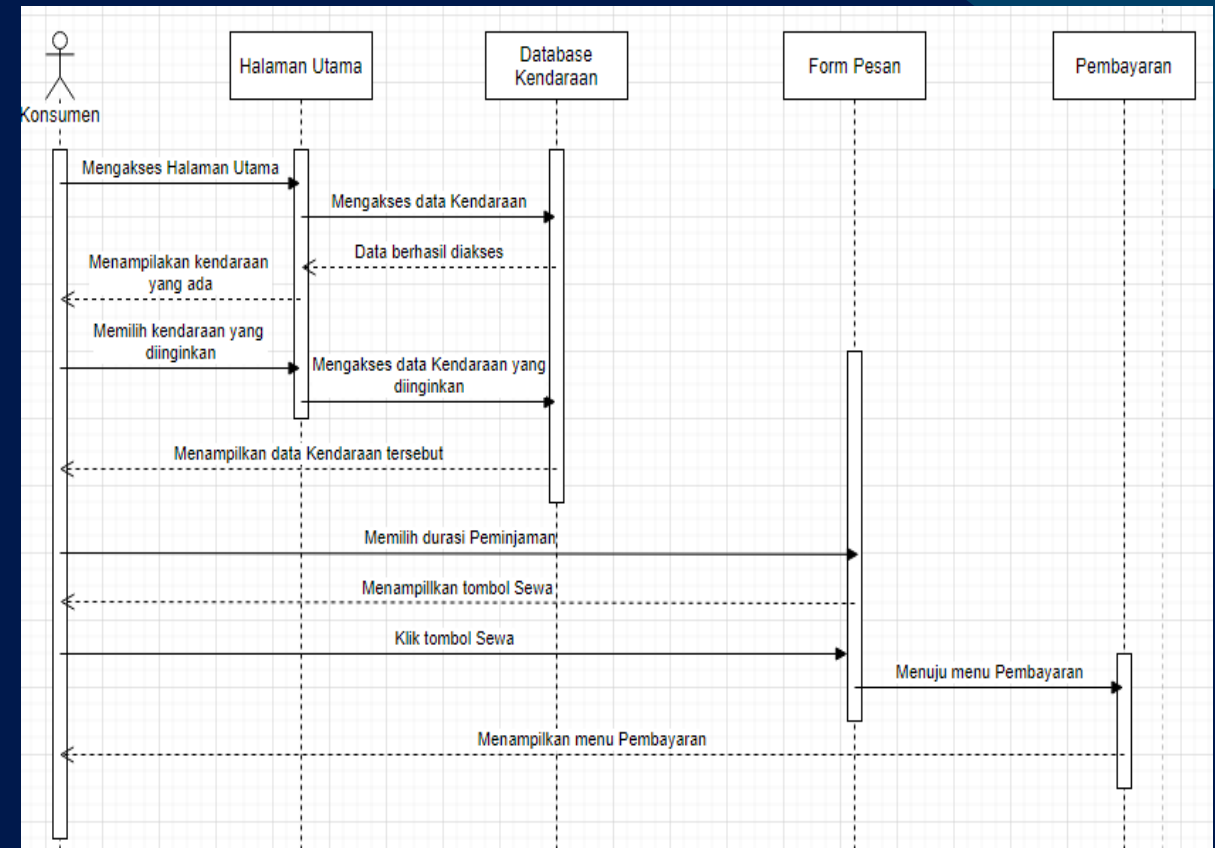 Konsumen
Halaman Utama
Database
Kendaraan
Form Pesan
Pembayaran
Mengakses Halaman Utama
Mengakses data Kendaraan
Data berhasil diakses
Menampilakan kendaraan
yang ada
Memilih kendaraan yang
diinginkan
Mengakses data Kendaraan yang
diinginkan
Menampilkan data Kendaraan tersebut
Memilih durasi Peminjaman
Menampillkan tombol Sewa
Klik tombol Sewa
Menuju menu Pembayaran
Menampilkan menu Pembayaran